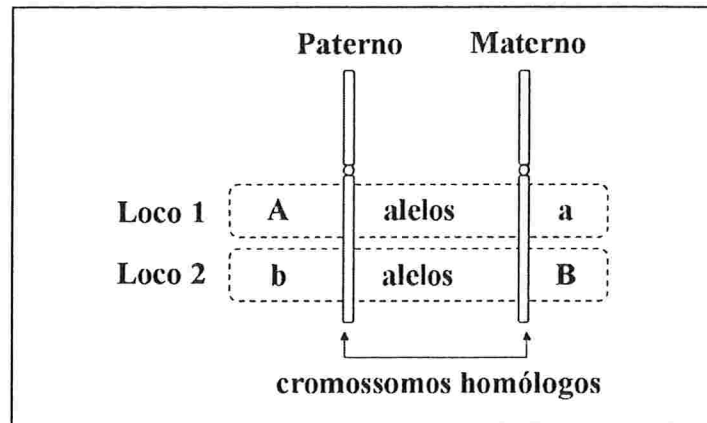 Paterno Materno
Loco 1 A alelos a
Loco 2 b alelos B
cromossomos homólogos